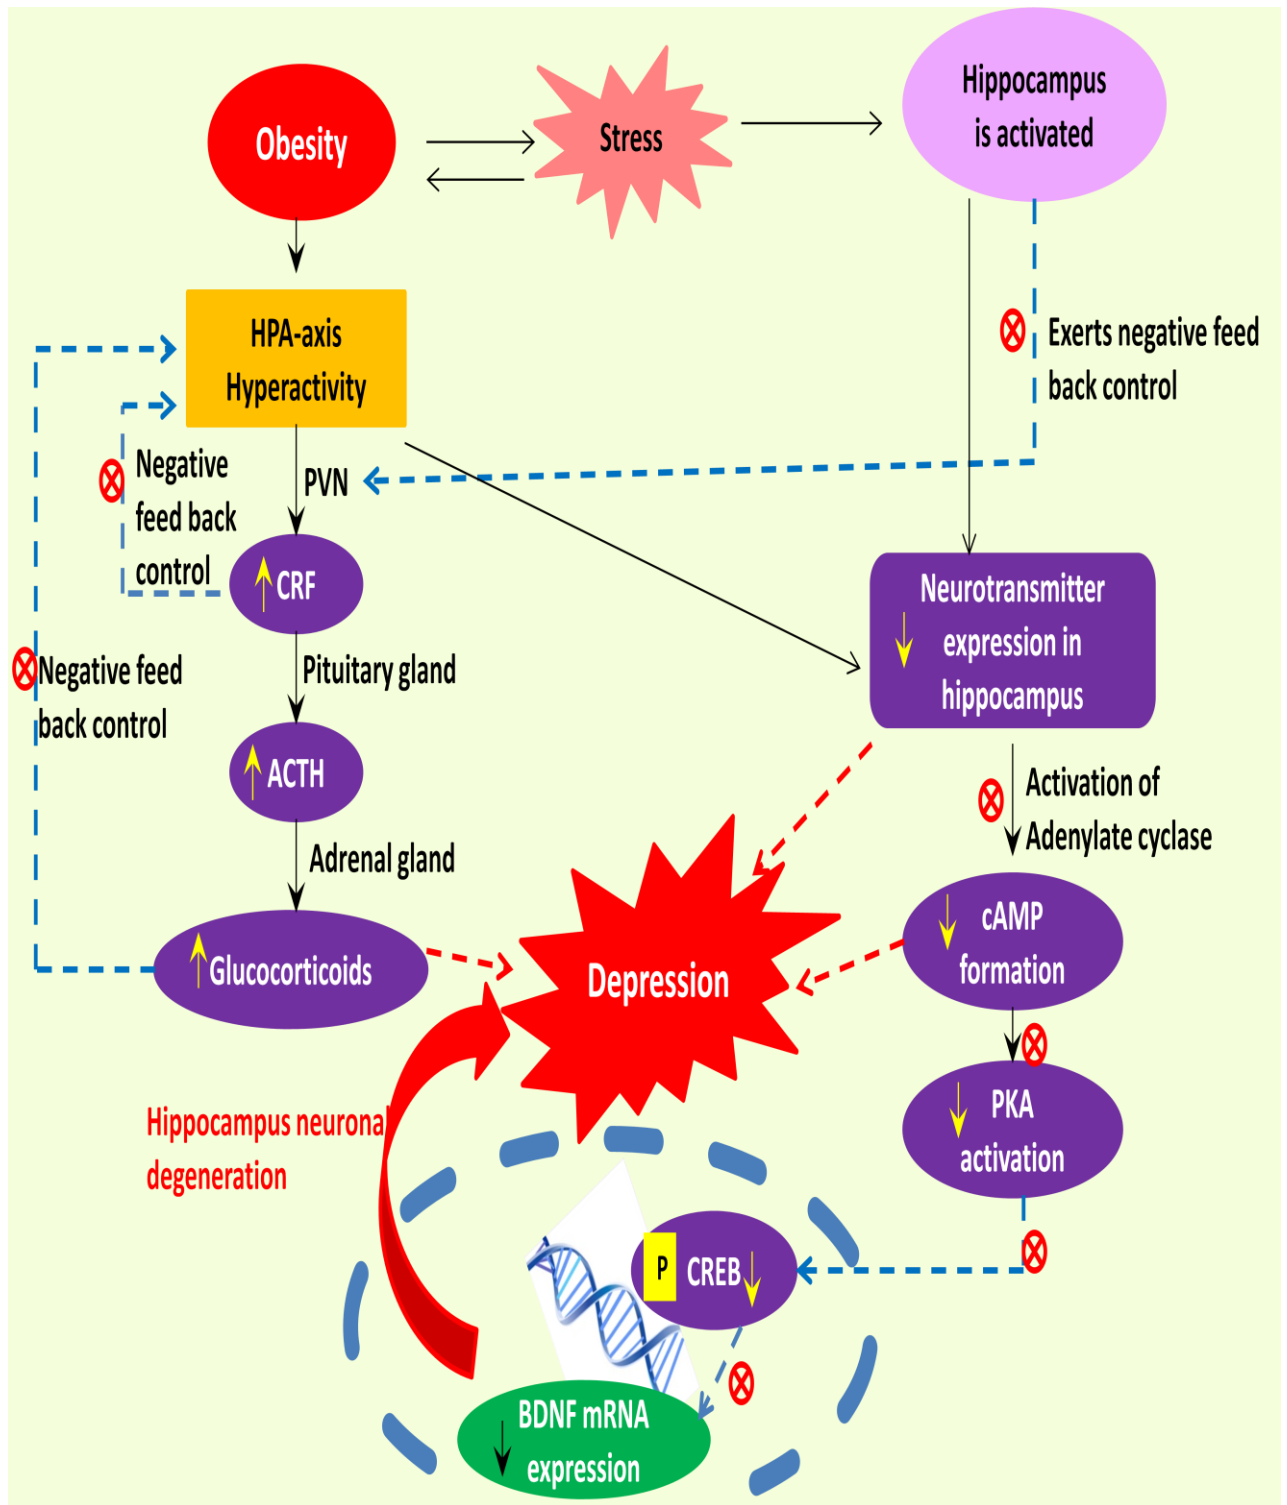 Obesity
Stress
Hippocampus
is activated
HPA-axis
Hyperactivity
Exerts negative feed
back control
Negative
feed back
control
PVN
CRF
Neurotransmitter
expression in
hippocampus
Negative feed
back control
Pituitary gland
ACTH
Activation of
Adenylate cyclase
Adrenal gland
Glucocorticoids
Depression
cAMP
formation
PKA
activation
Hippocampus neuronal
degeneration
P
CREB
BDNF mRNA
expression